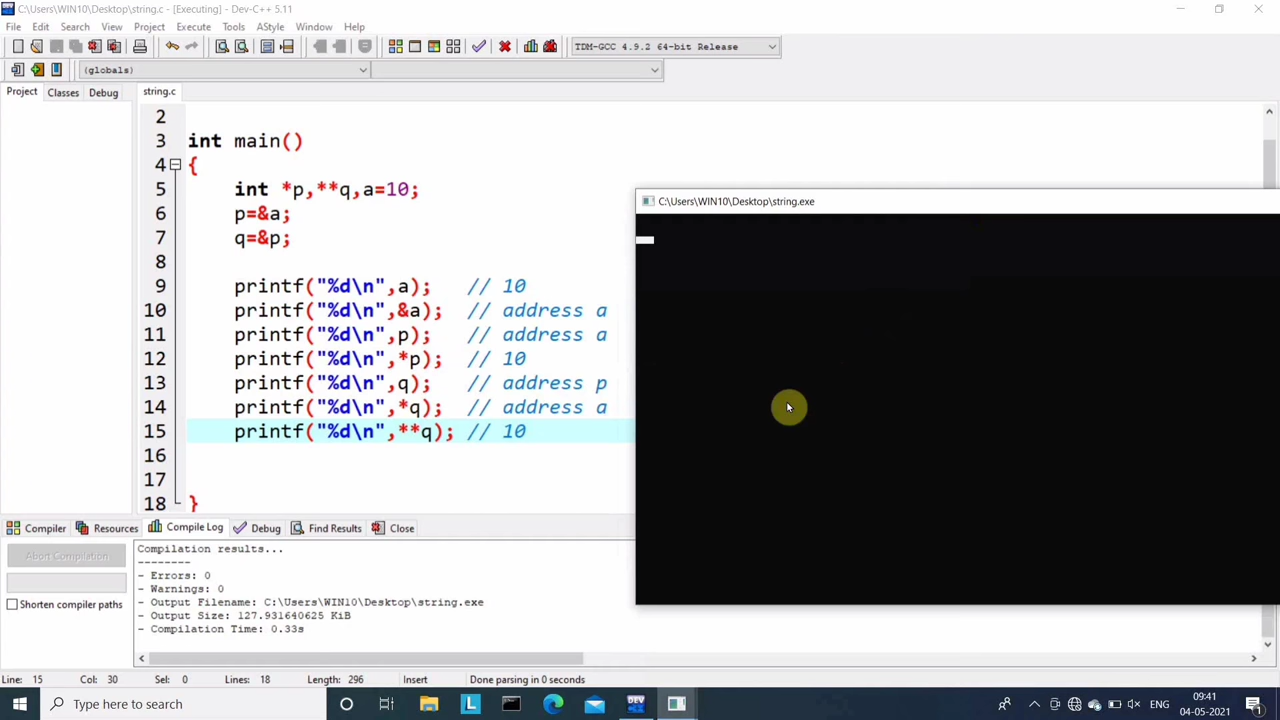 C:\Users\WIN10\Desktop\string.c - [Executing] - Dev-C++ 5.11
File Edit Search View Project Execute Tools AStyle Window Help
TDM-GCC 4.9.2 64-bit Release
(globals)
Project Classes Debug
string.c
2
3 int main()
4 {
5 int *p,**q,a=10;
6 p=&a;
7 q=&p;
8
9 printf("%d\n",a); // 10
10 printf("%d\n",&a); // address a
11 printf("%d\n",p); // address a
12 printf("%d\n",*p); // 10
13 printf("%d\n",q); // address p
14 printf("%d\n",*q); // address a
15 printf("%d\n",**q); // 10
16
17
18 }
C:\Users\WIN10\Desktop\string.exe
Compiler Resources Compile Log Debug Find Results Close
Abort Compilation
Shorten compiler paths
Compilation results...
--------
- Errors: 0
- Warnings: 0
- Output Filename: C:\Users\WIN10\Desktop\string.exe
- Output Size: 127.931640625 KiB
- Compilation Time: 0.33s
Line: 15 Col: 30 Sel: 0 Lines: 18 Length: 296 Insert Done parsing in 0 seconds
Type here to search
L
DEV
ENG
09:41
04-05-2021
1